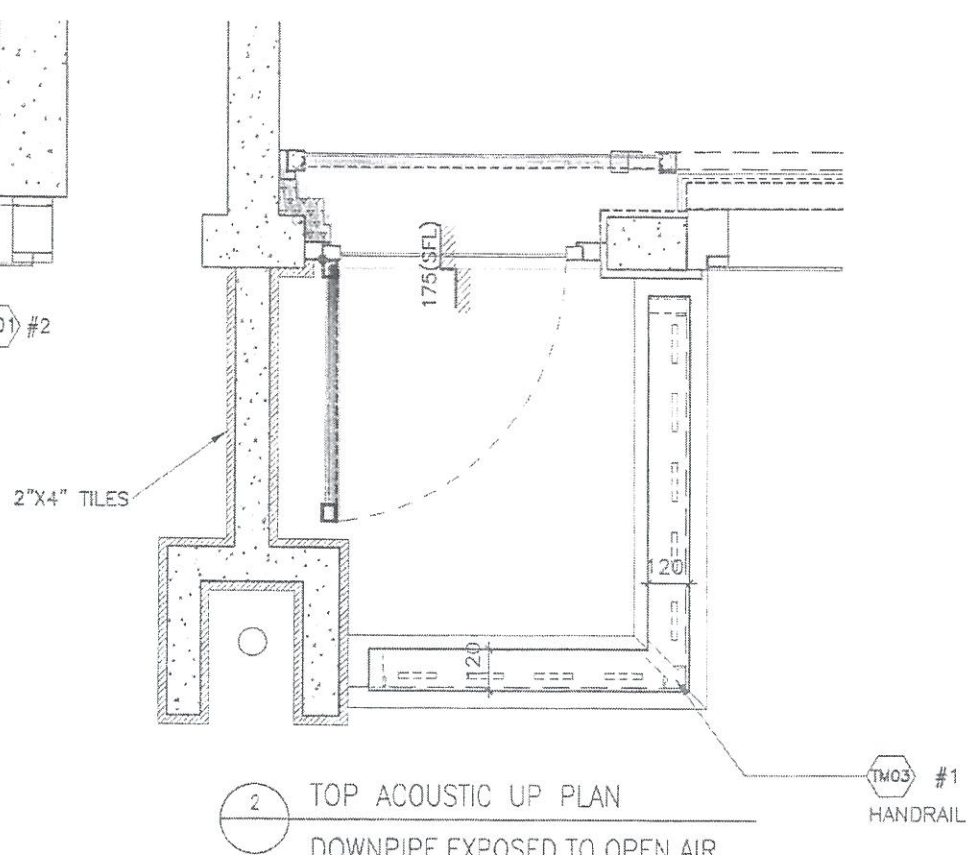 175(SFL)
#2
2"X4" TILES
120
120
TM03 #1
HANDRAIL
2
TOP ACOUSTIC UP PLAN
DOWNPIPE EXPOSED TO OPEN AIR